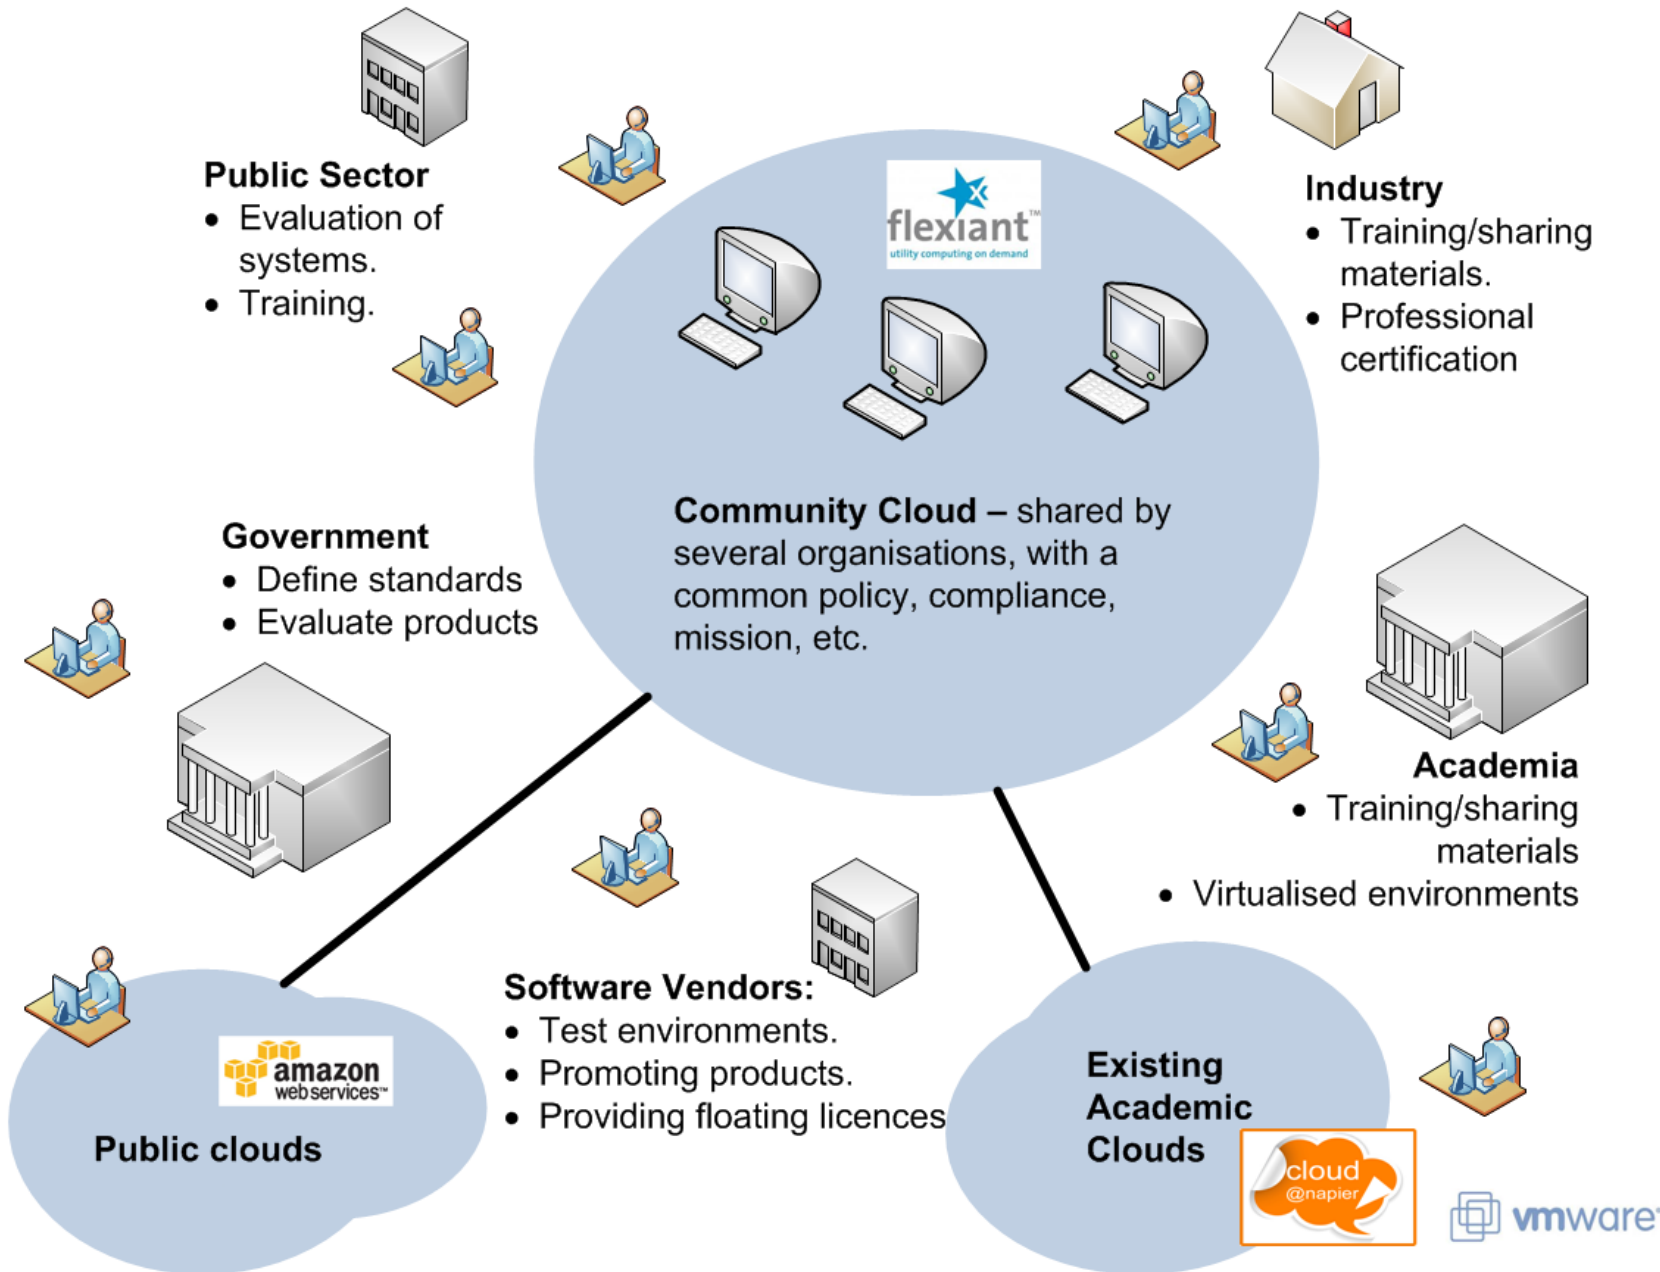 Public Sector
• Evaluation of
systems.
• Training.
flexiant™
utility computing on demand
Industry
• Training/sharing
materials.
• Professional
certification
Community Cloud – shared by
several organisations, with a
common policy, compliance,
mission, etc.
Government
• Define standards
• Evaluate products
Academia
• Training/sharing
materials
• Virtualised environments
Software Vendors:
• Test environments.
• Promoting products.
• Providing floating licences
amazon
webservices™
Public clouds
Existing
Academic
Clouds
cloud
@napier
vmware